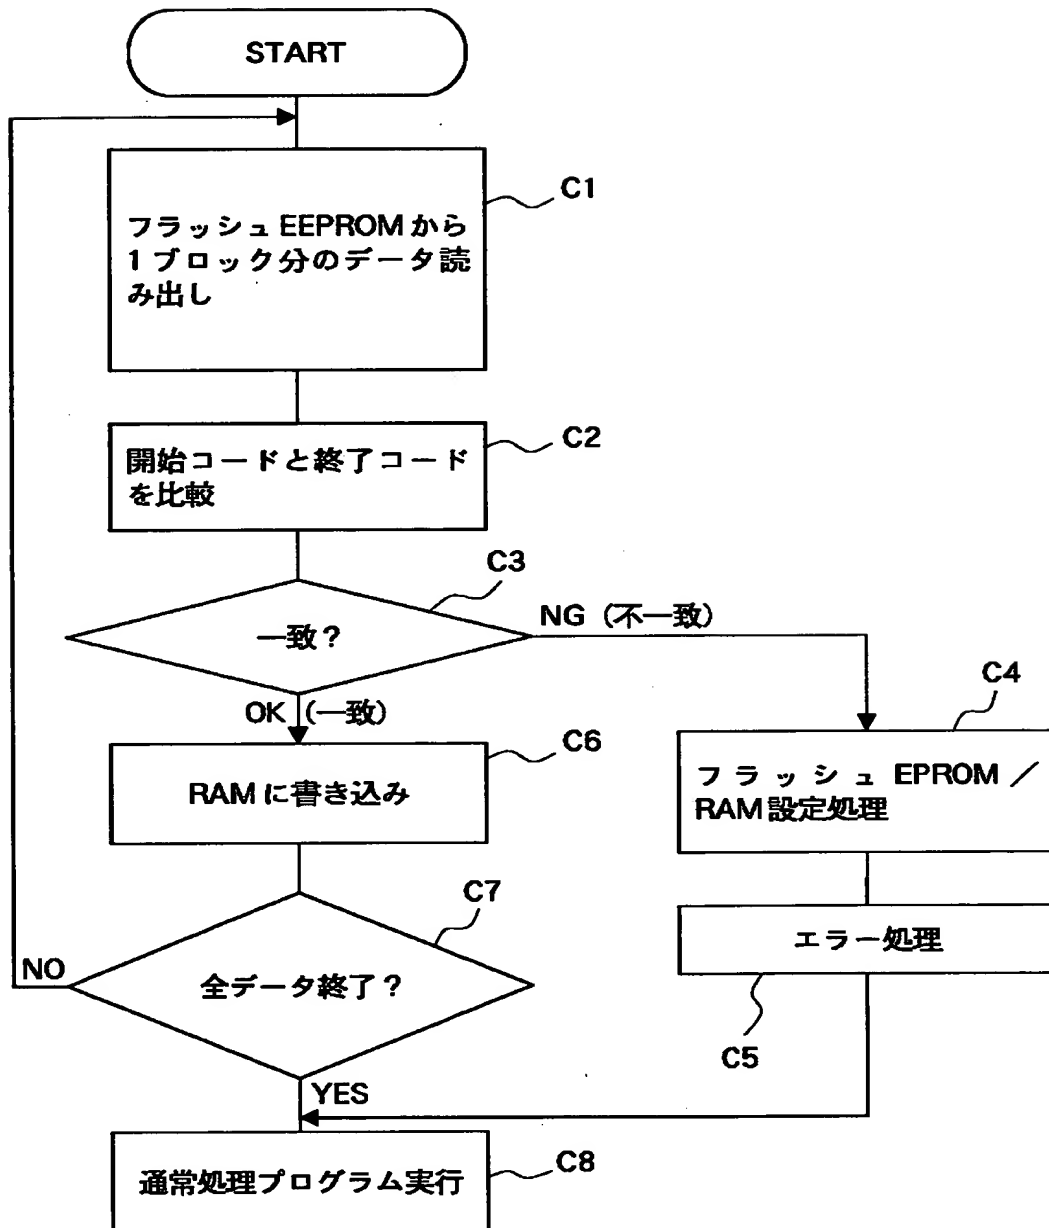 START
C1
フラッシュEEPROMから
1ブロック分のデータ読
み出し
C2
開始コードと終了コード
を比較
C3
一致?
NG(不一致)
OK(一致)
C4
フラッシュEPROM/
RAM設定処理
C6
RAMに書き込み
C7
エラー処理
NO
全データ終了?
C5
YES
C8
通常処理プログラム実行